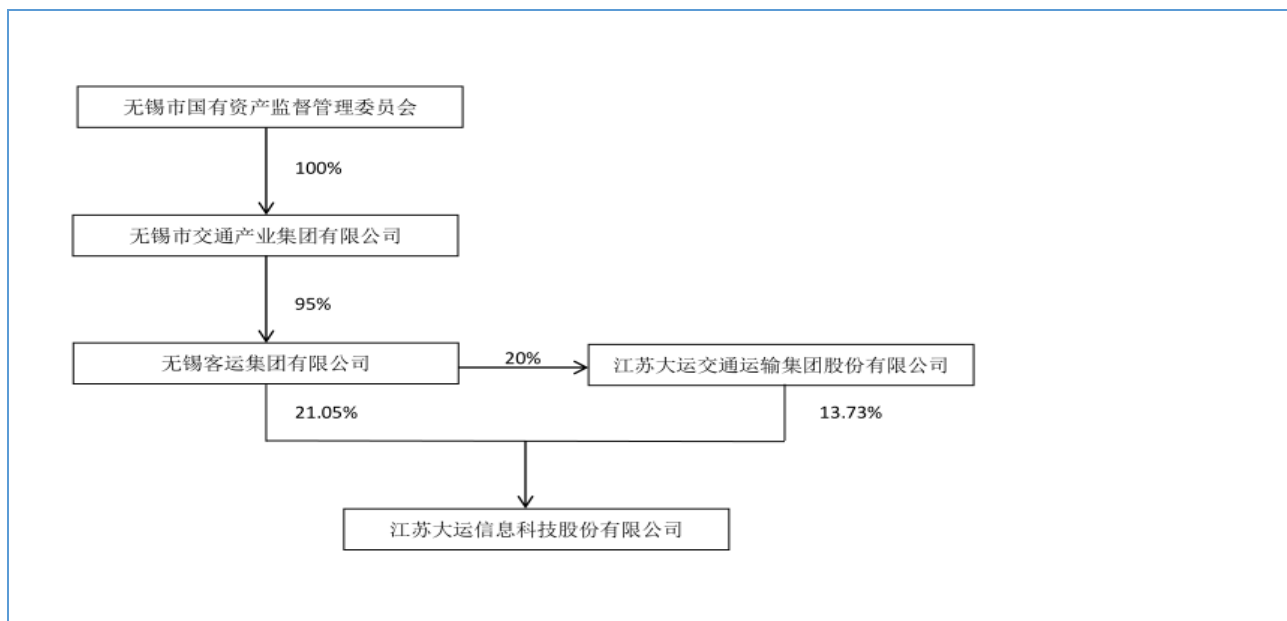 无锡市国有资产监督管理委员会
100%
无锡市交通产业集团有限公司
95%
无锡客运集团有限公司
20%
江苏大运交通运输集团股份有限公司
21.05%
13.73%
江苏大运信息科技股份有限公司